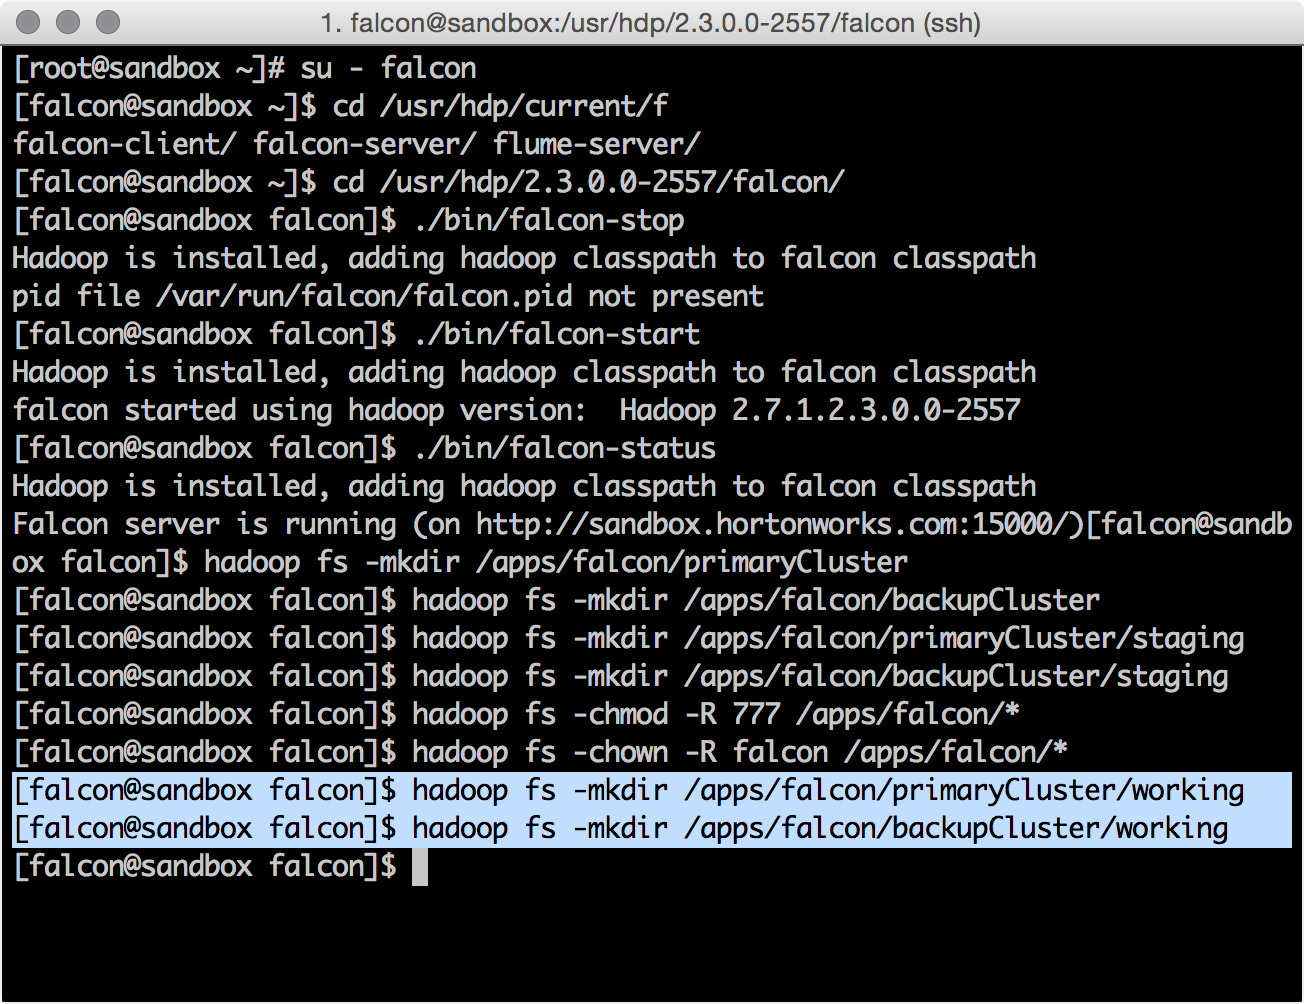 1. falcon@sandbox:/usr/hdp/2.3.0.0-2557/falcon (ssh)
[root@sandbox ~]# su - falcon
[falcon@sandbox ~]$ cd /usr/hdp/current/f
falcon-client/ falcon-server/ flume-server/
[falcon@sandbox ~]$ cd /usr/hdp/2.3.0.0-2557/falcon/
[falcon@sandbox falcon]$ ./bin/falcon-stop
Hadoop is installed, adding hadoop classpath to falcon classpath
pid file /var/run/falcon/falcon.pid not present
[falcon@sandbox falcon]$ ./bin/falcon-start
Hadoop is installed, adding hadoop classpath to falcon classpath
falcon started using hadoop version:  Hadoop 2.7.1.2.3.0.0-2557
[falcon@sandbox falcon]$ ./bin/falcon-status
Hadoop is installed, adding hadoop classpath to falcon classpath
Falcon server is running (on http://sandbox.hortonworks.com:15000/)[falcon@sandb
ox falcon]$ hadoop fs -mkdir /apps/falcon/primaryCluster
[falcon@sandbox falcon]$ hadoop fs -mkdir /apps/falcon/backupCluster
[falcon@sandbox falcon]$ hadoop fs -mkdir /apps/falcon/primaryCluster/staging
[falcon@sandbox falcon]$ hadoop fs -mkdir /apps/falcon/backupCluster/staging
[falcon@sandbox falcon]$ hadoop fs -chmod -R 777 /apps/falcon/*
[falcon@sandbox falcon]$ hadoop fs -chown -R falcon /apps/falcon/*
[falcon@sandbox falcon]$ hadoop fs -mkdir /apps/falcon/primaryCluster/working
[falcon@sandbox falcon]$ hadoop fs -mkdir /apps/falcon/backupCluster/working
[falcon@sandbox falcon]$